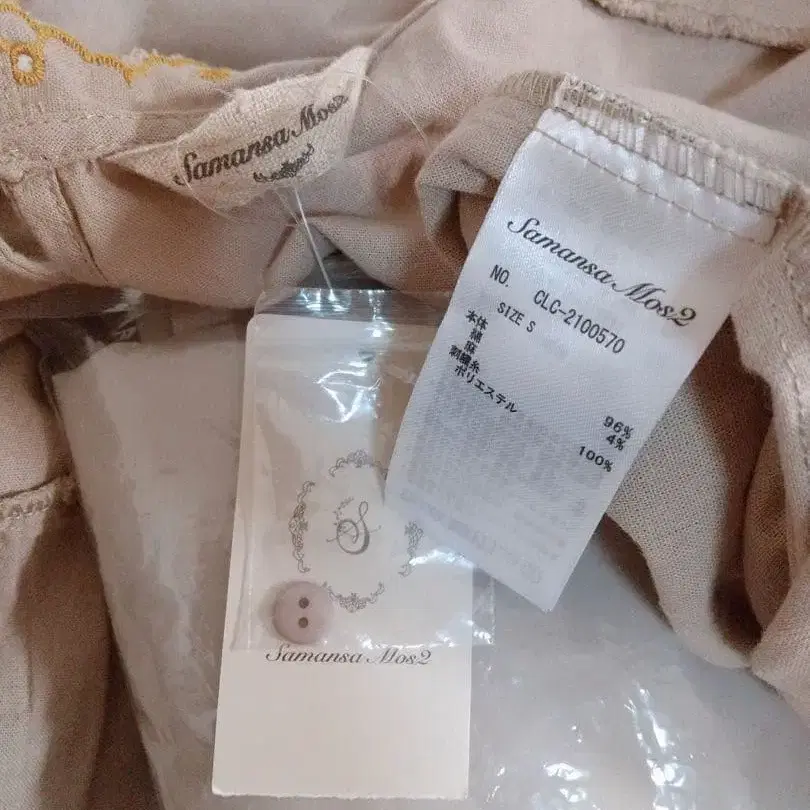 Samansa Mos2
Samansa Mos2
NO. CLC-2100570
SIZE S
本体
綿 96%
麻 4%
刺繍糸
ポリエステル 100%
S
Samansa Mos2